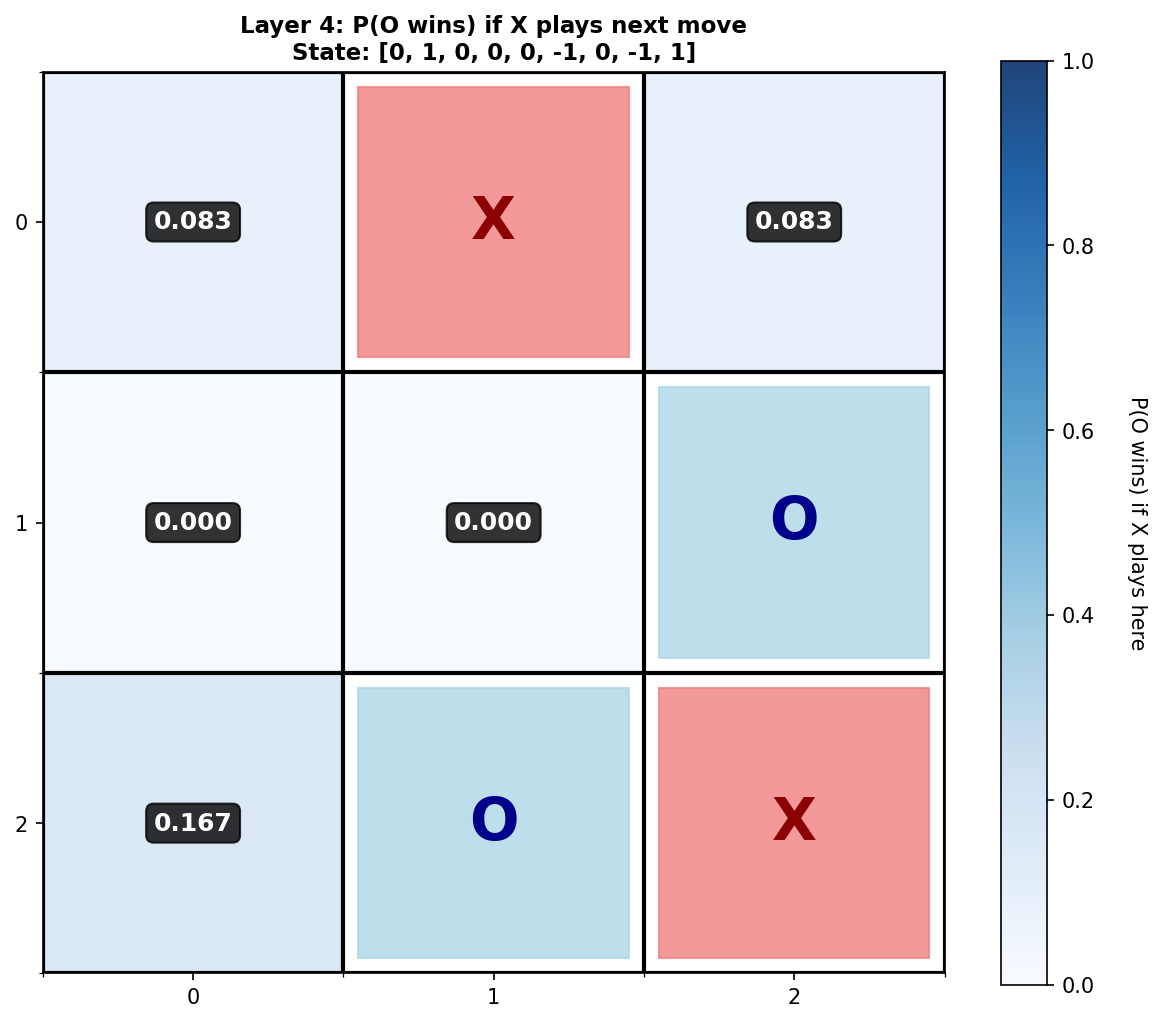 Layer 4: P(O wins) if X plays next move
State: [0, 1, 0, 0, 0, -1, 0, -1, 1]
0.083
X
0.083
0.000
0.000
O
0.167
O
X
0
1
2
0
1
2
1.0
0.8
0.6
0.4
0.2
0.0
P(O wins) if X plays here